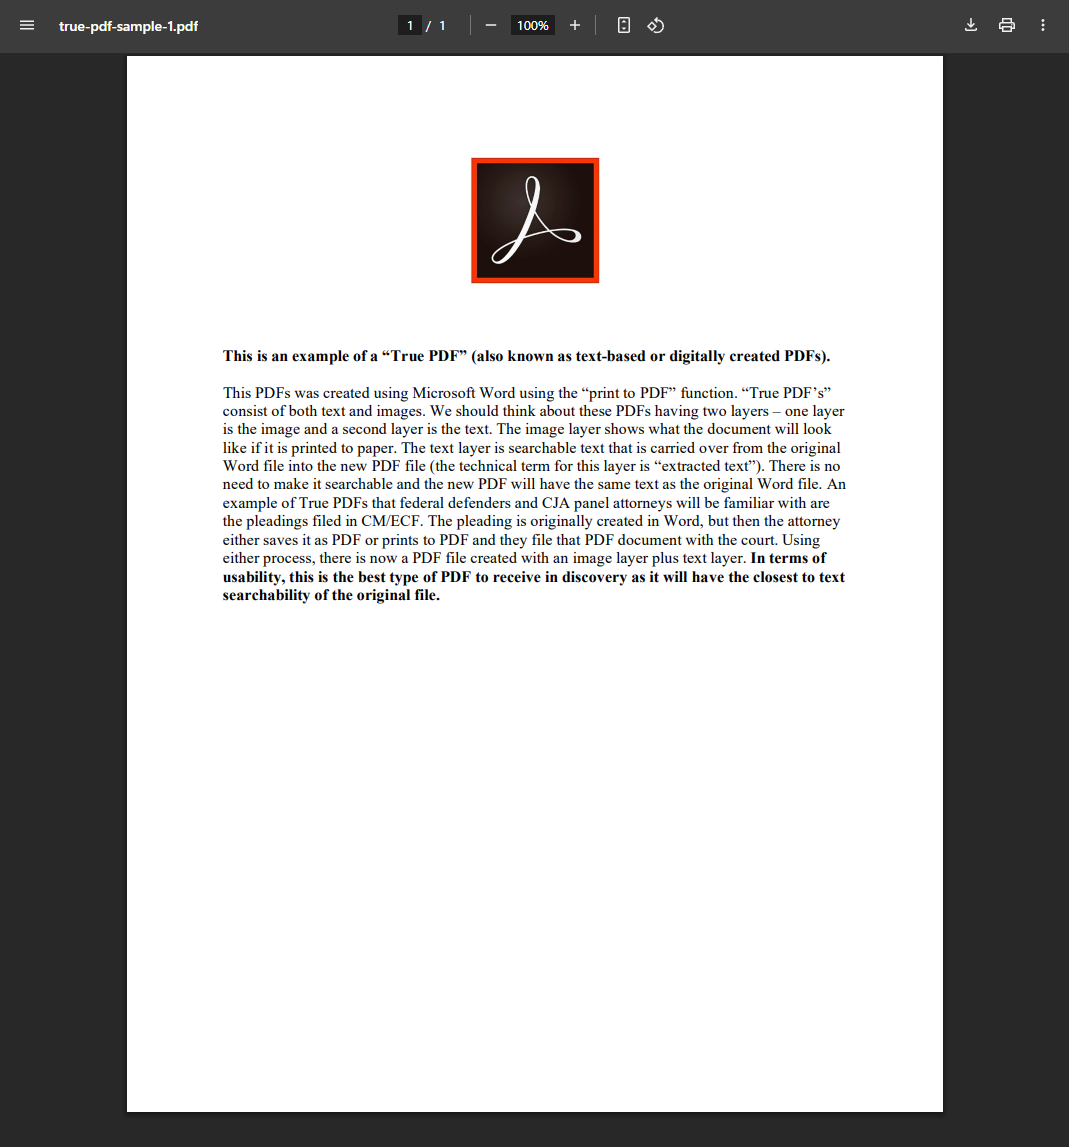 true-pdf-sample-1.pdf
1 / 1
100%
This is an example of a “True PDF” (also known as text-based or digitally created PDFs).
This PDFs was created using Microsoft Word using the “print to PDF” function. “True PDF’s”
consist of both text and images. We should think about these PDFs having two layers – one layer
is the image and a second layer is the text. The image layer shows what the document will look
like if it is printed to paper. The text layer is searchable text that is carried over from the original
Word file into the new PDF file (the technical term for this layer is “extracted text”). There is no
need to make it searchable and the new PDF will have the same text as the original Word file. An
example of True PDFs that federal defenders and CJA panel attorneys will be familiar with are
the pleadings filed in CM/ECF. The pleading is originally created in Word, but then the attorney
either saves it as PDF or prints to PDF and they file that PDF document with the court. Using
either process, there is now a PDF file created with an image layer plus text layer. In terms of
usability, this is the best type of PDF to receive in discovery as it will have the closest to text
searchability of the original file.